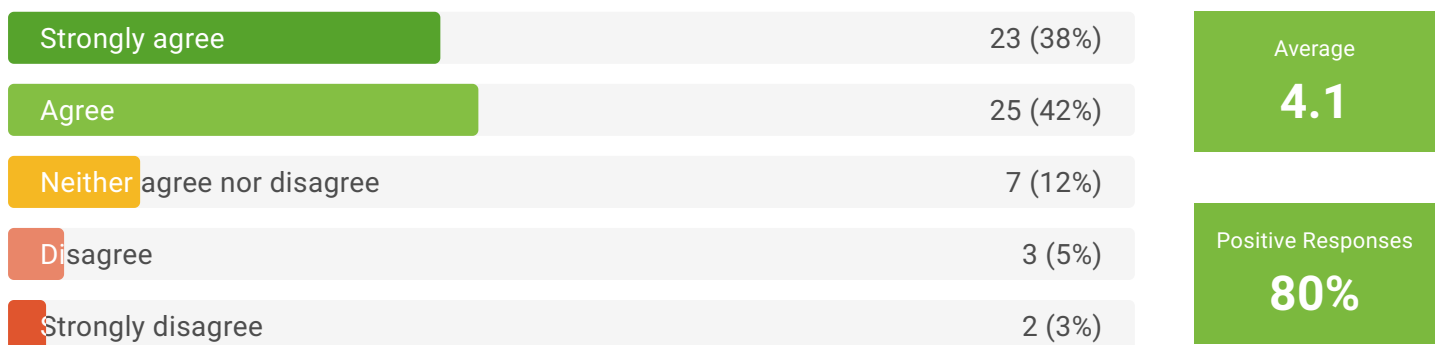 Strongly agree 23 (38%)
Agree 25 (42%)
Neither agree nor disagree 7 (12%)
Disagree 3 (5%)
Strongly disagree 2 (3%)
Average
4.1
Positive Responses
80%